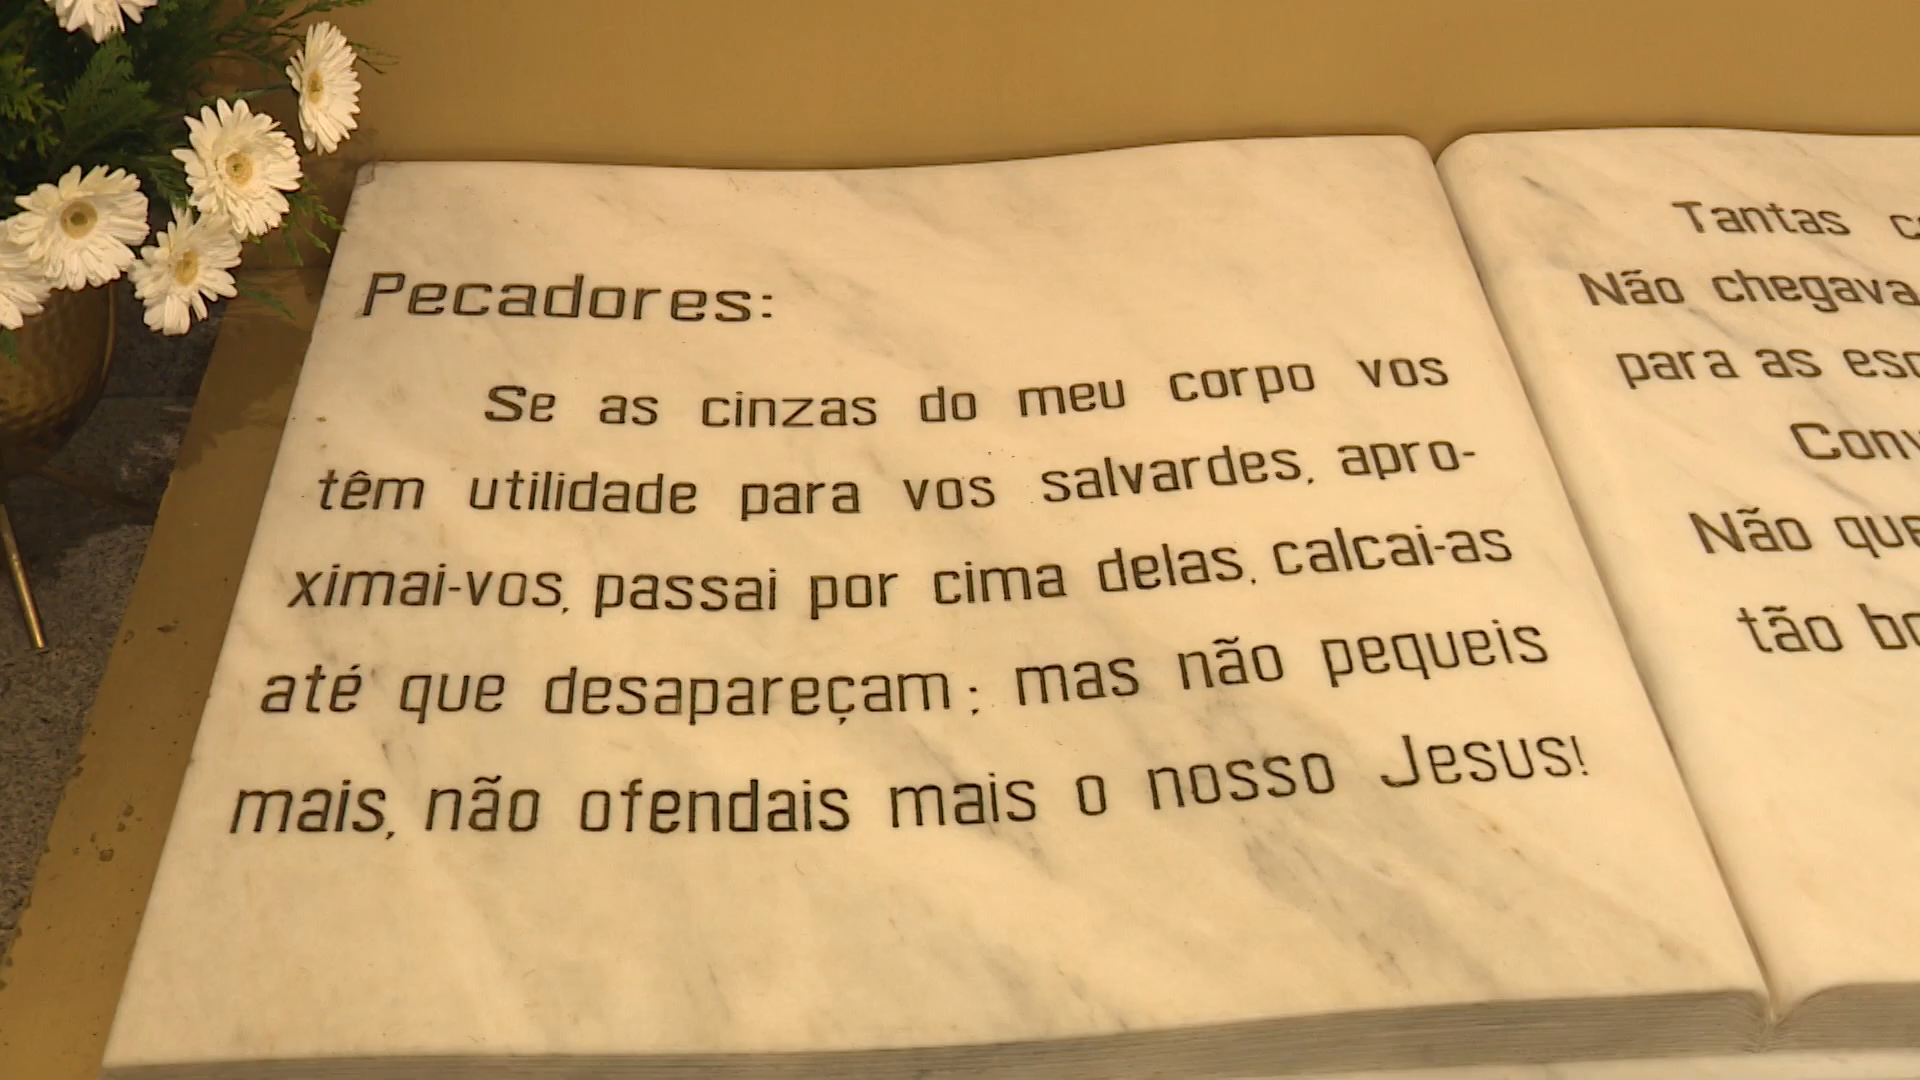 Pecadores:
Se as cinzas do meu corpo vos
têm utilidade para vos salvardes, apro-
ximai-vos, passai por cima delas, calcai-as
até que desapareçam; mas não pequeis
mais, não ofendais mais o nosso Jesus!
Tantas
Não chegava
para as
Não que
tão